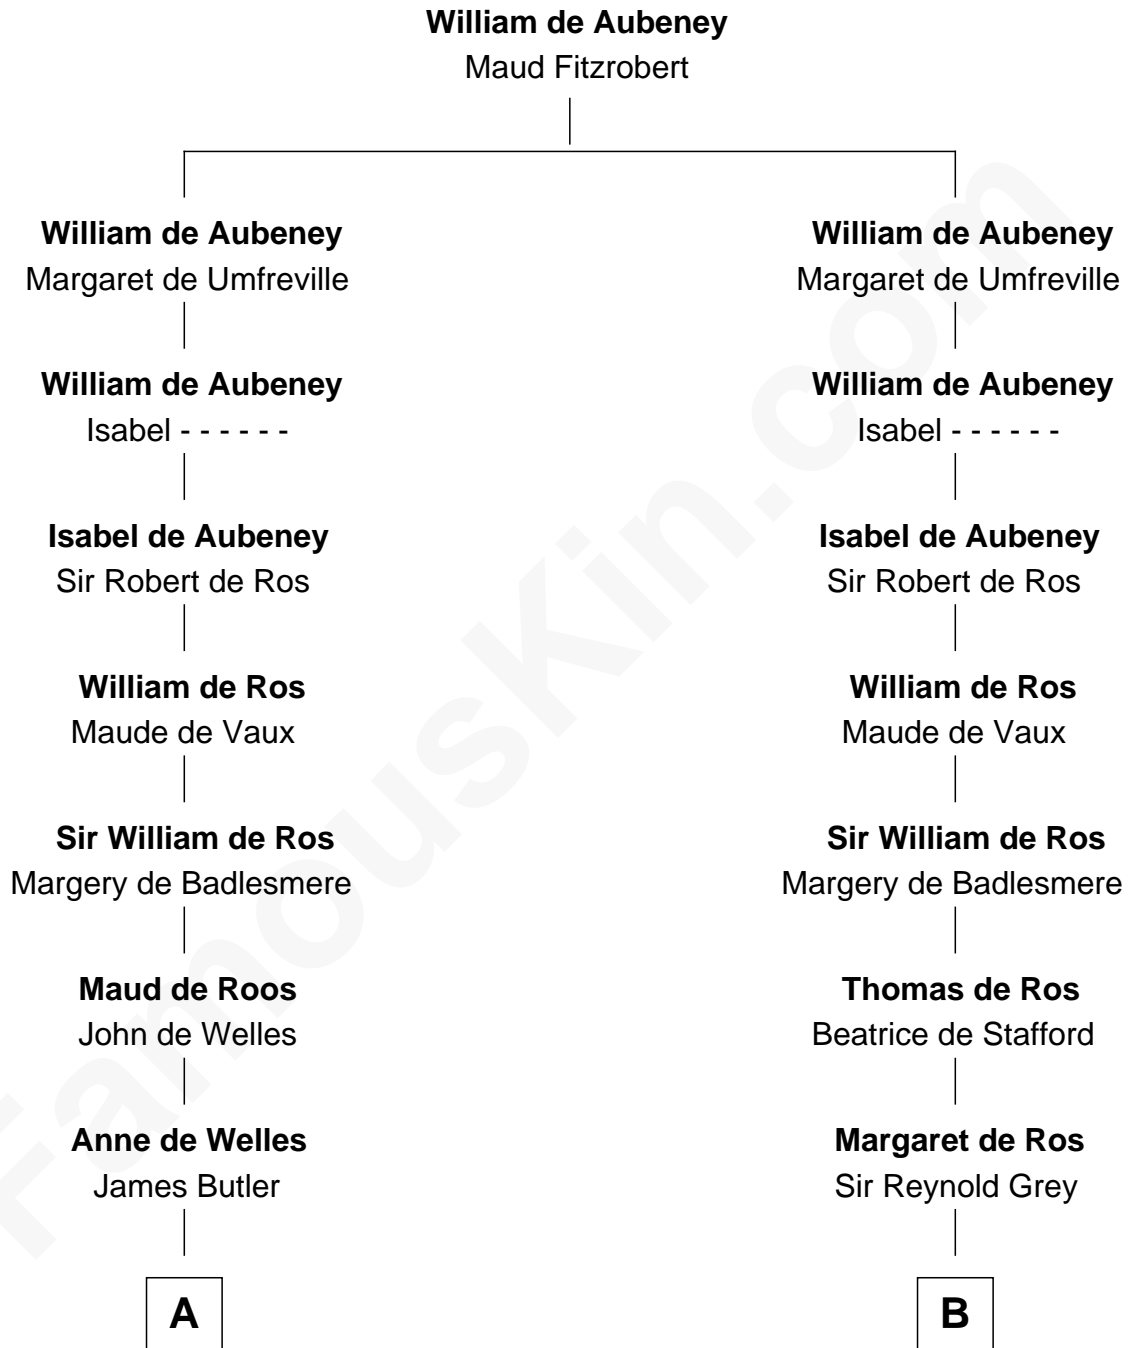 William de Aubeney
Maud Fitzrobert
William de Aubeney
Margaret de Umfreville
William de Aubeney
Isabel - - - - - -
Isabel de Aubeney
Sir Robert de Ros
William de Ros
Maude de Vaux
Sir William de Ros
Margery de Badlesmere
Maud de Roos
John de Welles
Anne de Welles
James Butler
A
William de Aubeney
Margaret de Umfreville
William de Aubeney
Isabel - - - - - -
Isabel de Aubeney
Sir Robert de Ros
William de Ros
Maude de Vaux
Sir William de Ros
Margery de Badlesmere
Thomas de Ros
Beatrice de Stafford
Margaret de Ros
Sir Reynold Grey
B
FamousKin.com